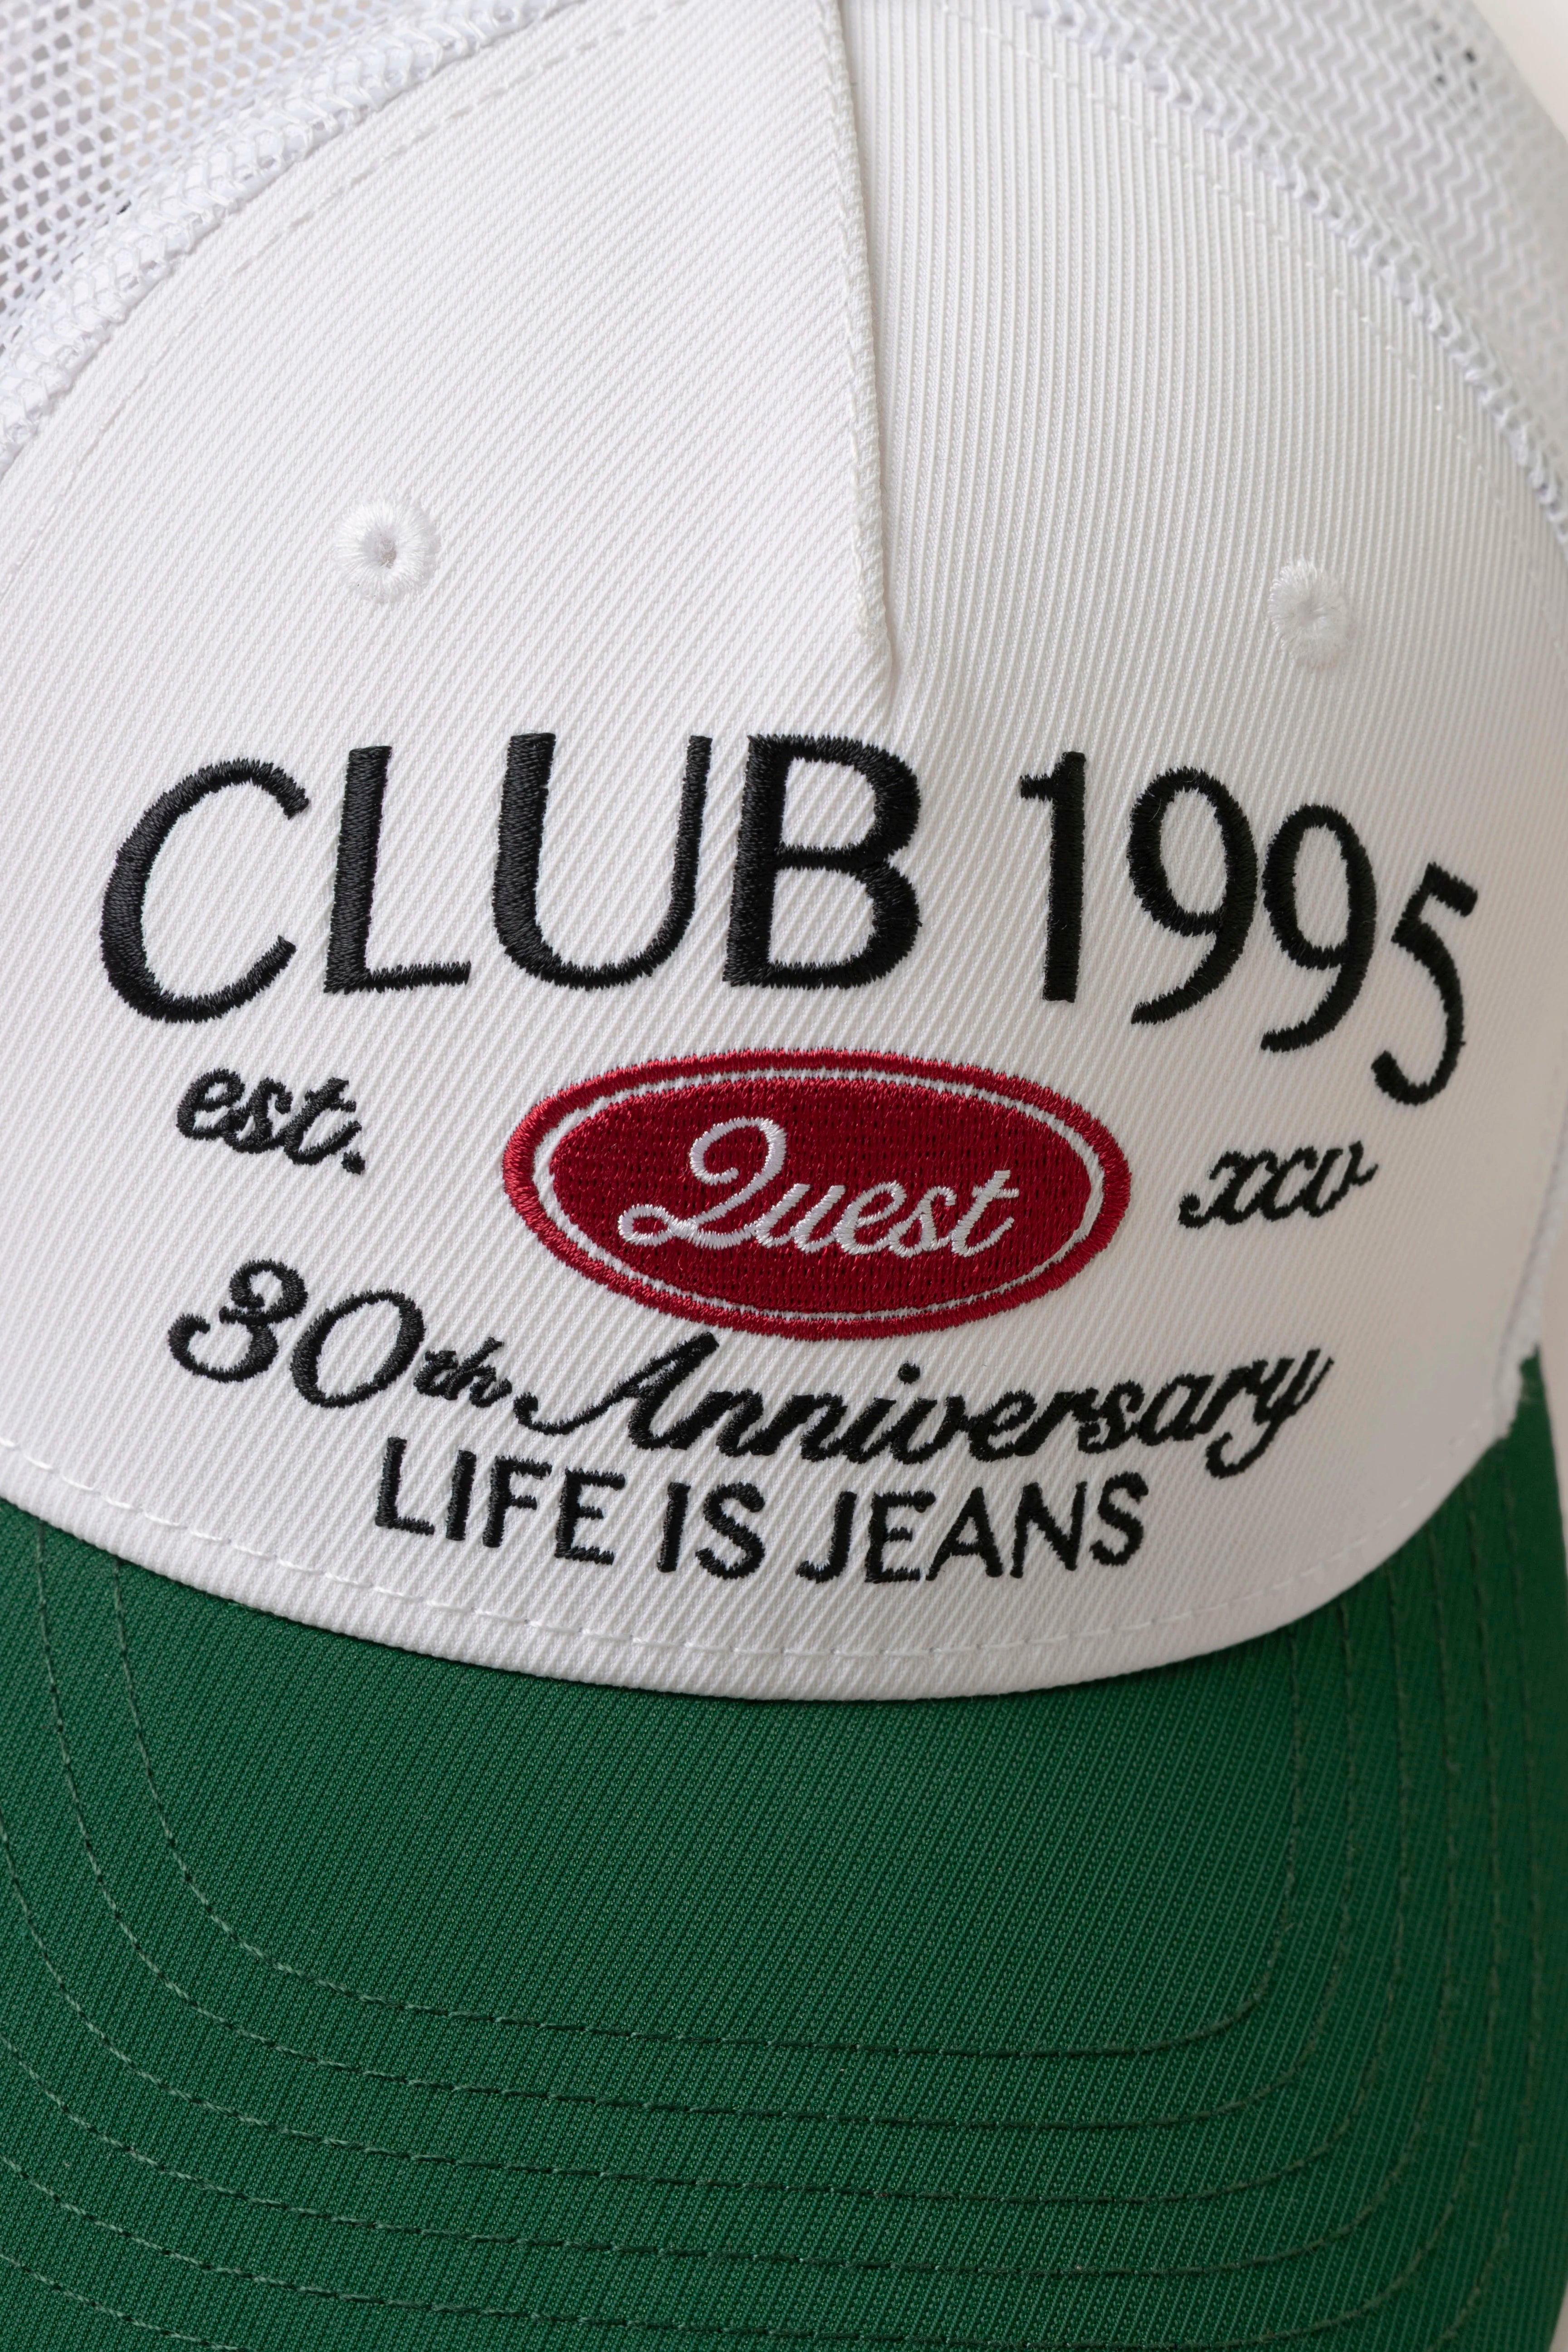 CLUB 1995
est. Quest xcv
30th Anniversary
LIFE IS JEANS